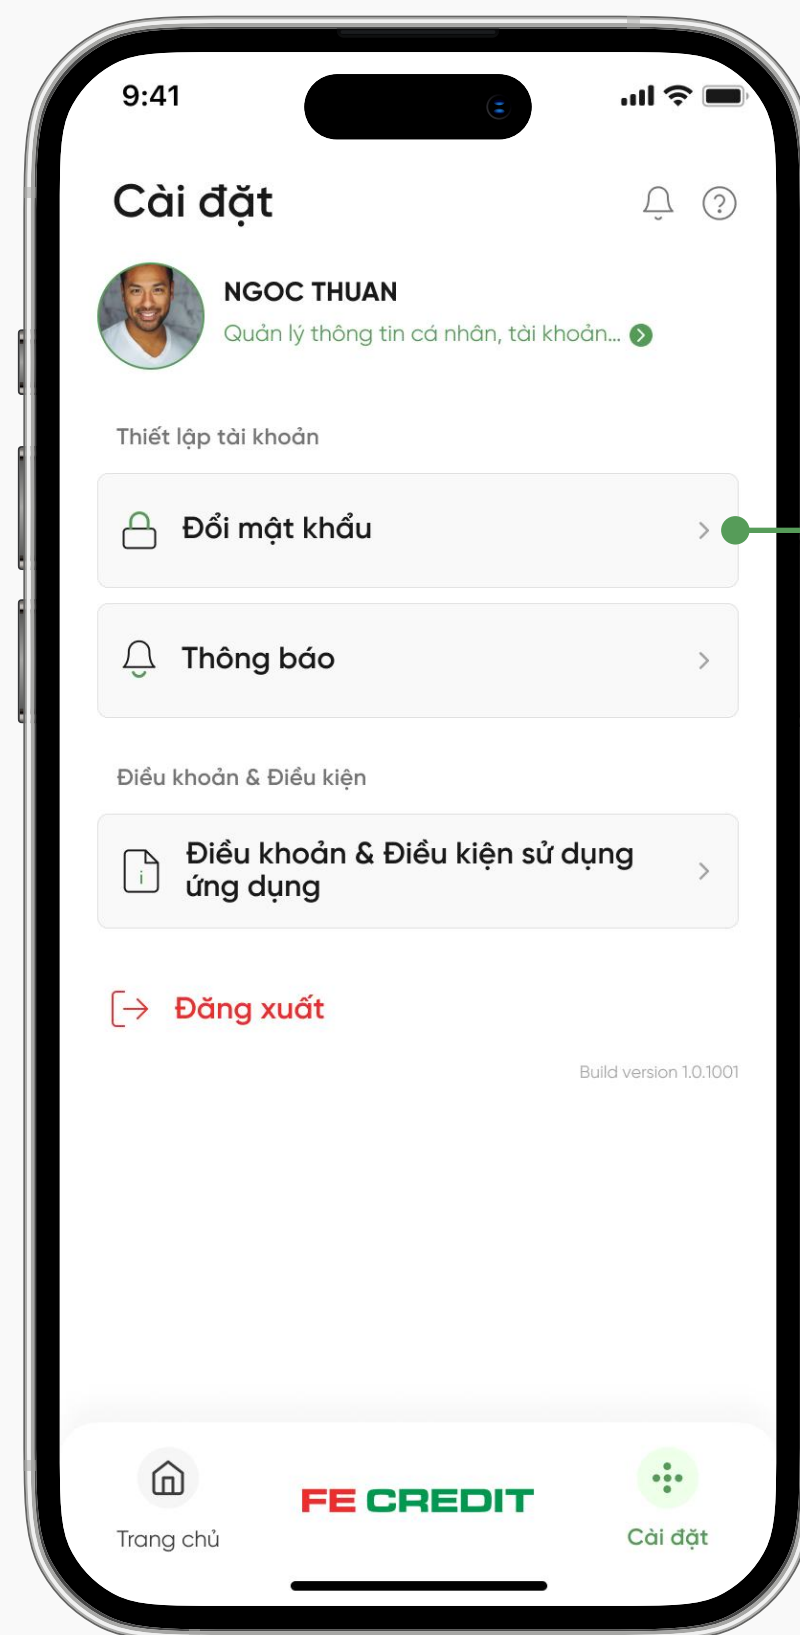 9:41
Cài đặt
NGOC THUAN
Quản lý thông tin cá nhân, tài khoản...
Thiết lập tài khoản
Đổi mật khẩu
Thông báo
Điều khoản & Điều kiện
Điều khoản & Điều kiện sử dụng
ứng dụng
Đăng xuất
Build version 1.0.1001
FE CREDIT
Trang chủ
Cài đặt